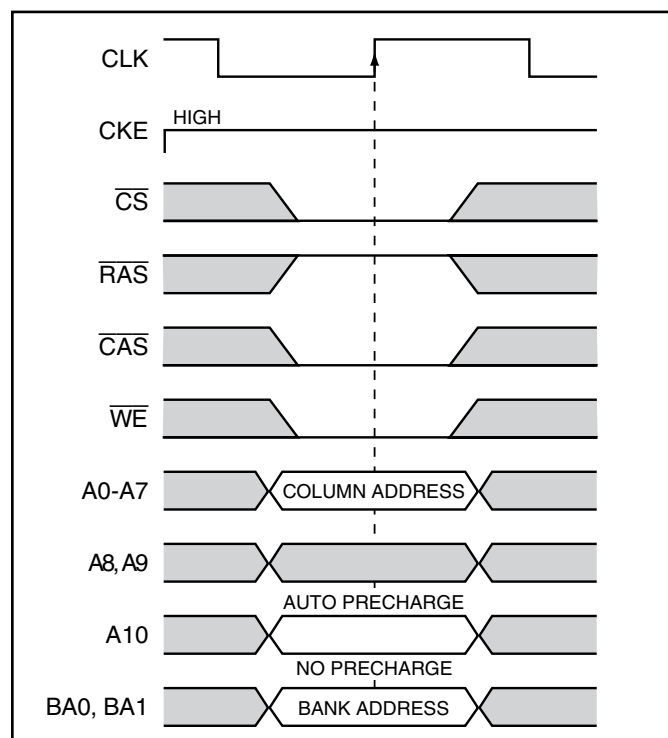 CLK
HIGH
CKE
CS
RAS
CAS
WE
A0-A7 COLUMN ADDRESS
A8, A9
AUTO PRECHARGE
A10
NO PRECHARGE
BA0, BA1 BANK ADDRESS